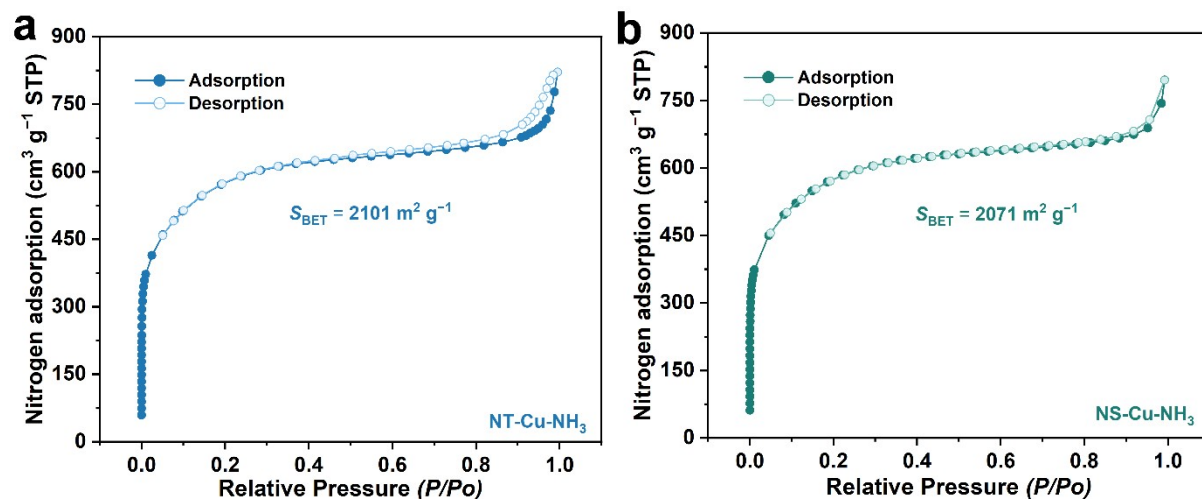 a
Nitrogen adsorption (cm³ g⁻¹ STP)
900
750
600
450
300
150
0
Adsorption
Desorption
S_BET = 2101 m² g⁻¹
NT-Cu-NH₃
0.0 0.2 0.4 0.6 0.8 1.0
Relative Pressure (P/Po)
b
Nitrogen adsorption (cm³ g⁻¹ STP)
900
750
600
450
300
150
0
Adsorption
Desorption
S_BET = 2071 m² g⁻¹
NS-Cu-NH₃
0.0 0.2 0.4 0.6 0.8 1.0
Relative Pressure (P/Po)